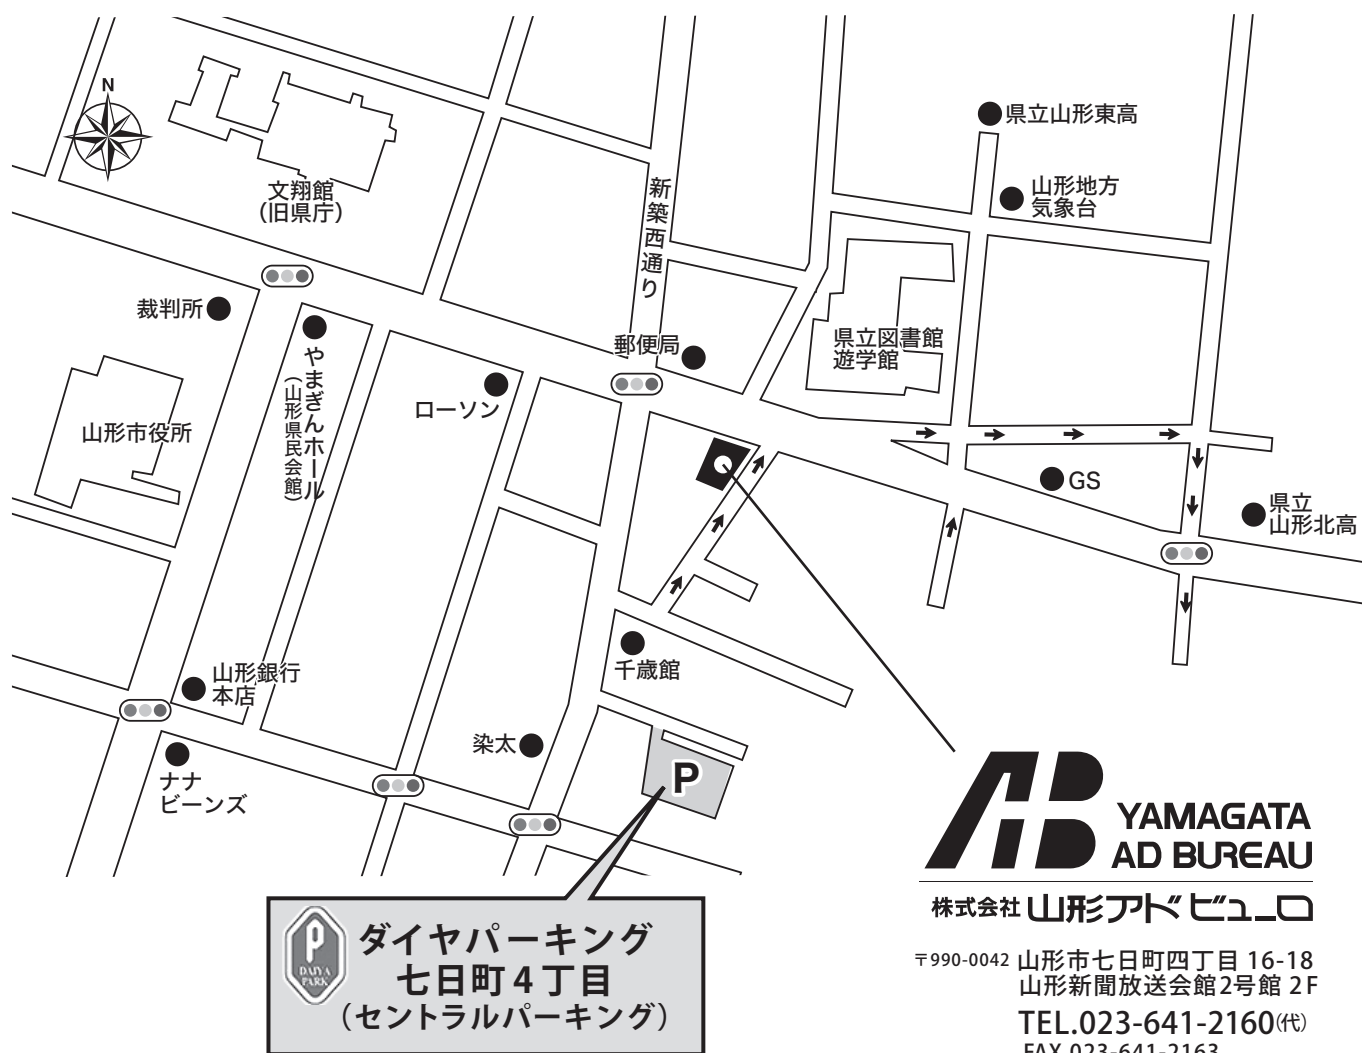 N
県立山形東高
山形地方
気象台
文翔館
(旧県庁)
新築西通り
裁判所
やまぎんホール
(山形県民会館)
郵便局
県立図書館
遊学館
ローソン
山形市役所
GS
県立
山形北高
山形銀行
本店
千歳館
染太
ナナ
ビーンズ
P
P
DAIYA
PARK
ダイヤパーキング
七日町4丁目
(セントラルパーキング)
AB
YAMAGATA
AD BUREAU
株式会社 山形アドビューロ
〒990-0042 山形市七日町四丁目 16-18
山形新聞放送会館2号館 2F
TEL.023-641-2160(代)
FAX.023-641-2163